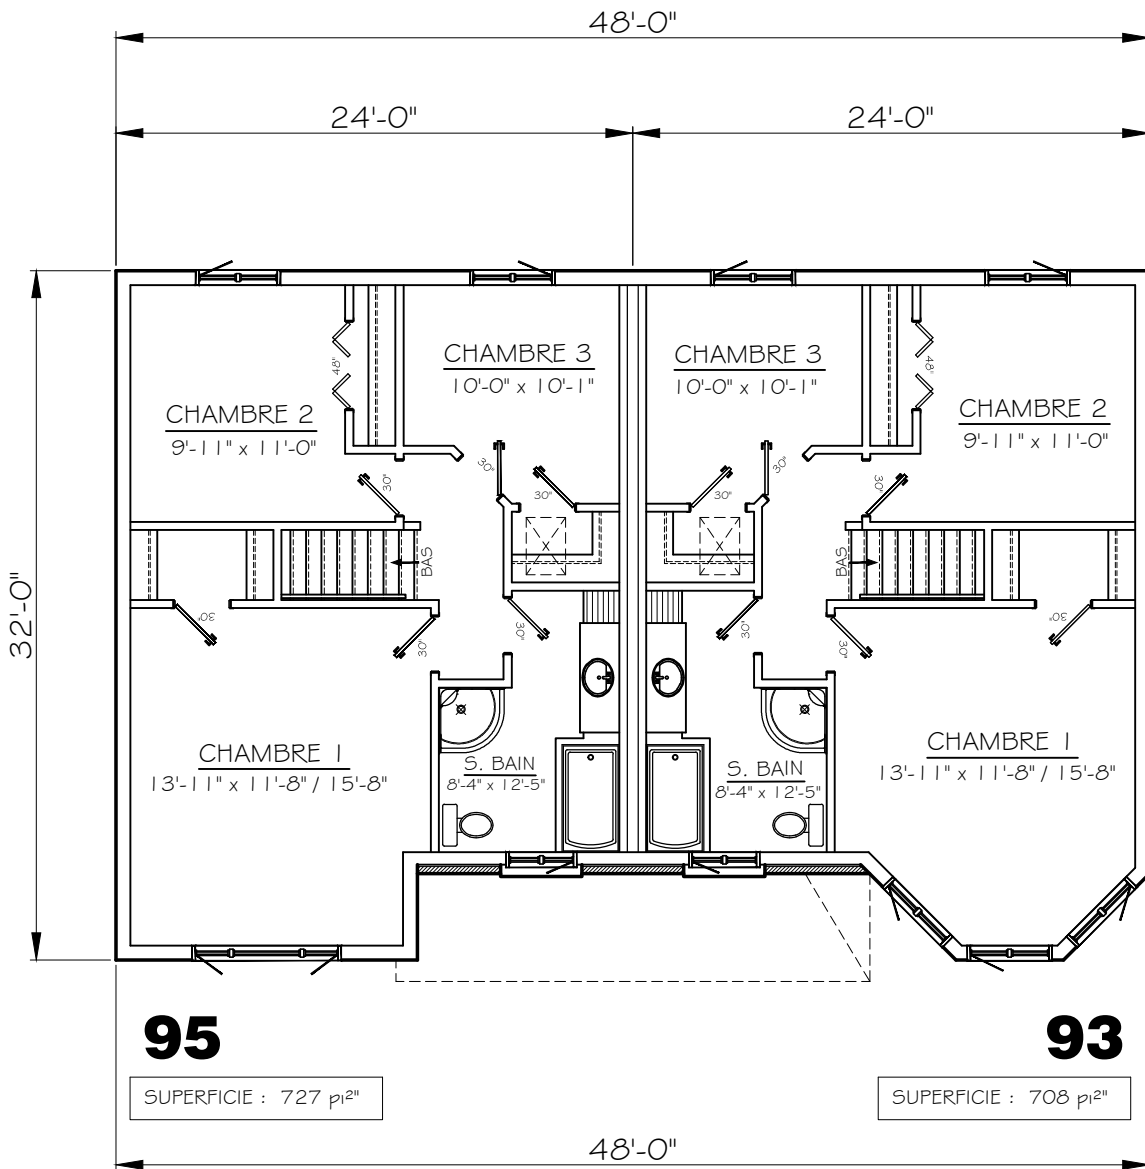 48'-0"
24'-0" 24'-0"
32'-0"
CHAMBRE 3
10'-0" x 10'-1"
CHAMBRE 3
10'-0" x 10'-1"
48"
48"
CHAMBRE 2
9'-11" x 11'-0"
CHAMBRE 2
9'-11" x 11'-0"
30" 30" 30" 30" 30" 30"
X X
BAS BAS
30" 30" 30" 30" 30" 30"
CHAMBRE 1
13'-11" x 11'-8" / 15'-8"
S. BAIN
8'-4" x 12'-5"
S. BAIN
8'-4" x 12'-5"
CHAMBRE 1
13'-11" x 11'-8" / 15'-8"
95
93
SUPERFICIE : 727 pi²"
SUPERFICIE : 708 pi²"
48'-0"